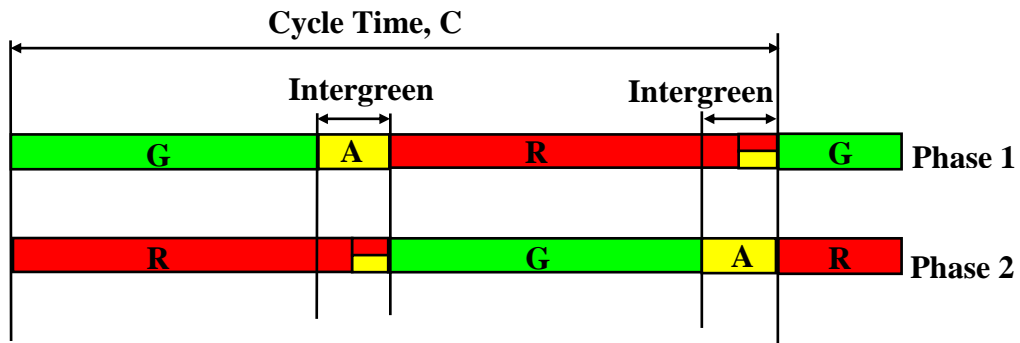 Cycle Time, C
Intergreen Intergreen
G A R G Phase 1
R G A R Phase 2